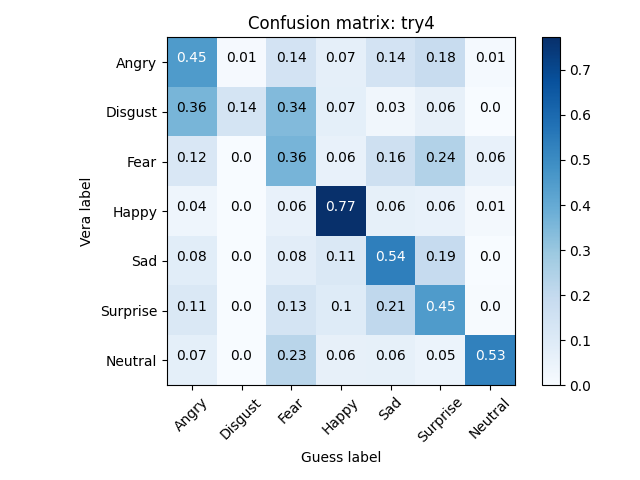 Confusion matrix: try4
Angry 0.45 0.01 0.14 0.07 0.14 0.18 0.01
Disgust 0.36 0.14 0.34 0.07 0.03 0.06 0.0
Fear 0.12 0.0 0.36 0.06 0.16 0.24 0.06
Happy 0.04 0.0 0.06 0.77 0.06 0.06 0.01
Sad 0.08 0.0 0.08 0.11 0.54 0.19 0.0
Surprise 0.11 0.0 0.13 0.1 0.21 0.45 0.0
Neutral 0.07 0.0 0.23 0.06 0.06 0.05 0.53
Angry Disgust Fear Happy Sad Surprise Neutral
Guess label
Vera label
0.7
0.6
0.5
0.4
0.3
0.2
0.1
0.0